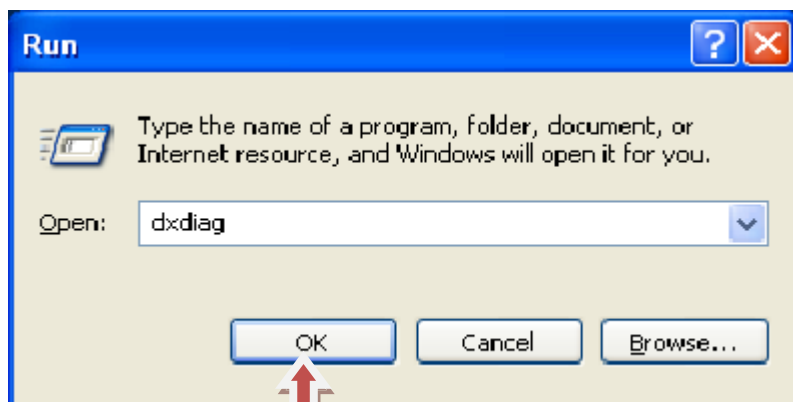 Run
Type the name of a program, folder, document, or
Internet resource, and Windows will open it for you.
Open: dxdiag
OK Cancel Browse...